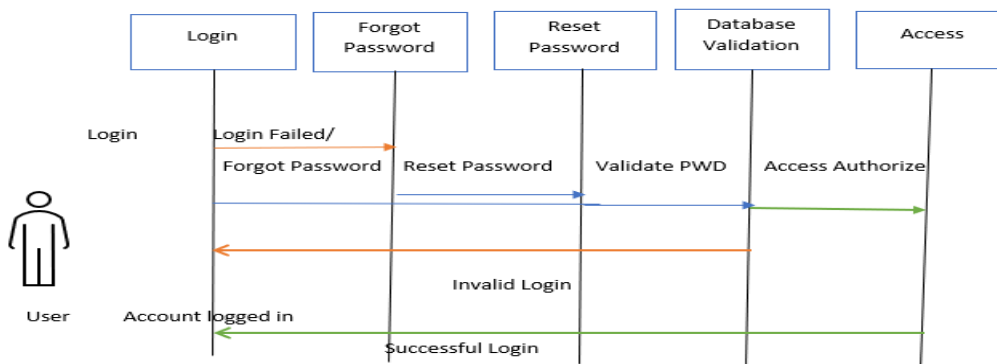 Login
Forgot
Password
Reset
Password
Database
Validation
Access
Login
Login Failed/
Forgot Password
Reset Password
Validate PWD
Access Authorize
Invalid Login
User
Account logged in
Successful Login